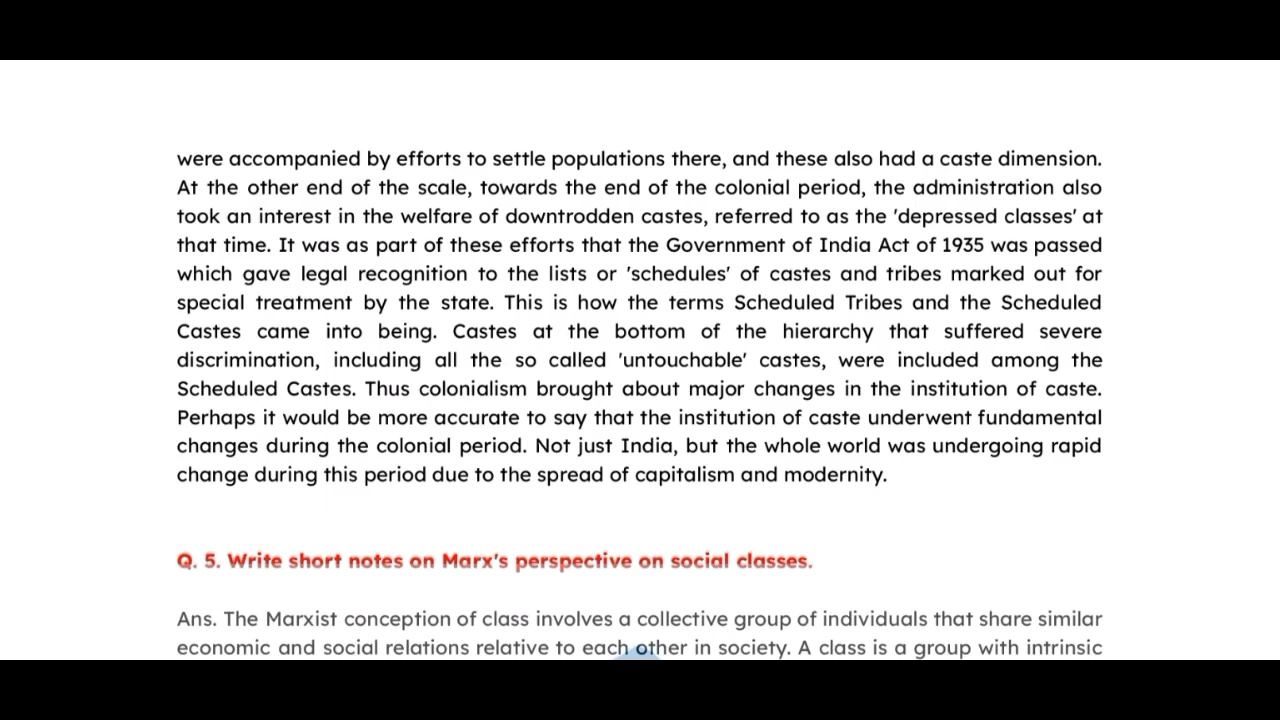 were accompanied by efforts to settle populations there, and these also had a caste dimension.
At the other end of the scale, towards the end of the colonial period, the administration also
took an interest in the welfare of downtrodden castes, referred to as the 'depressed classes' at
that time. It was as part of these efforts that the Government of India Act of 1935 was passed
which gave legal recognition to the lists or 'schedules' of castes and tribes marked out for
special treatment by the state. This is how the terms Scheduled Tribes and the Scheduled
Castes came into being. Castes at the bottom of the hierarchy that suffered severe
discrimination, including all the so called 'untouchable' castes, were included among the
Scheduled Castes. Thus colonialism brought about major changes in the institution of caste.
Perhaps it would be more accurate to say that the institution of caste underwent fundamental
changes during the colonial period. Not just India, but the whole world was undergoing rapid
change during this period due to the spread of capitalism and modernity.
Q. 5. Write short notes on Marx's perspective on social classes.
Ans. The Marxist conception of class involves a collective group of individuals that share similar
economic and social relations relative to each other in society. A class is a group with intrinsic